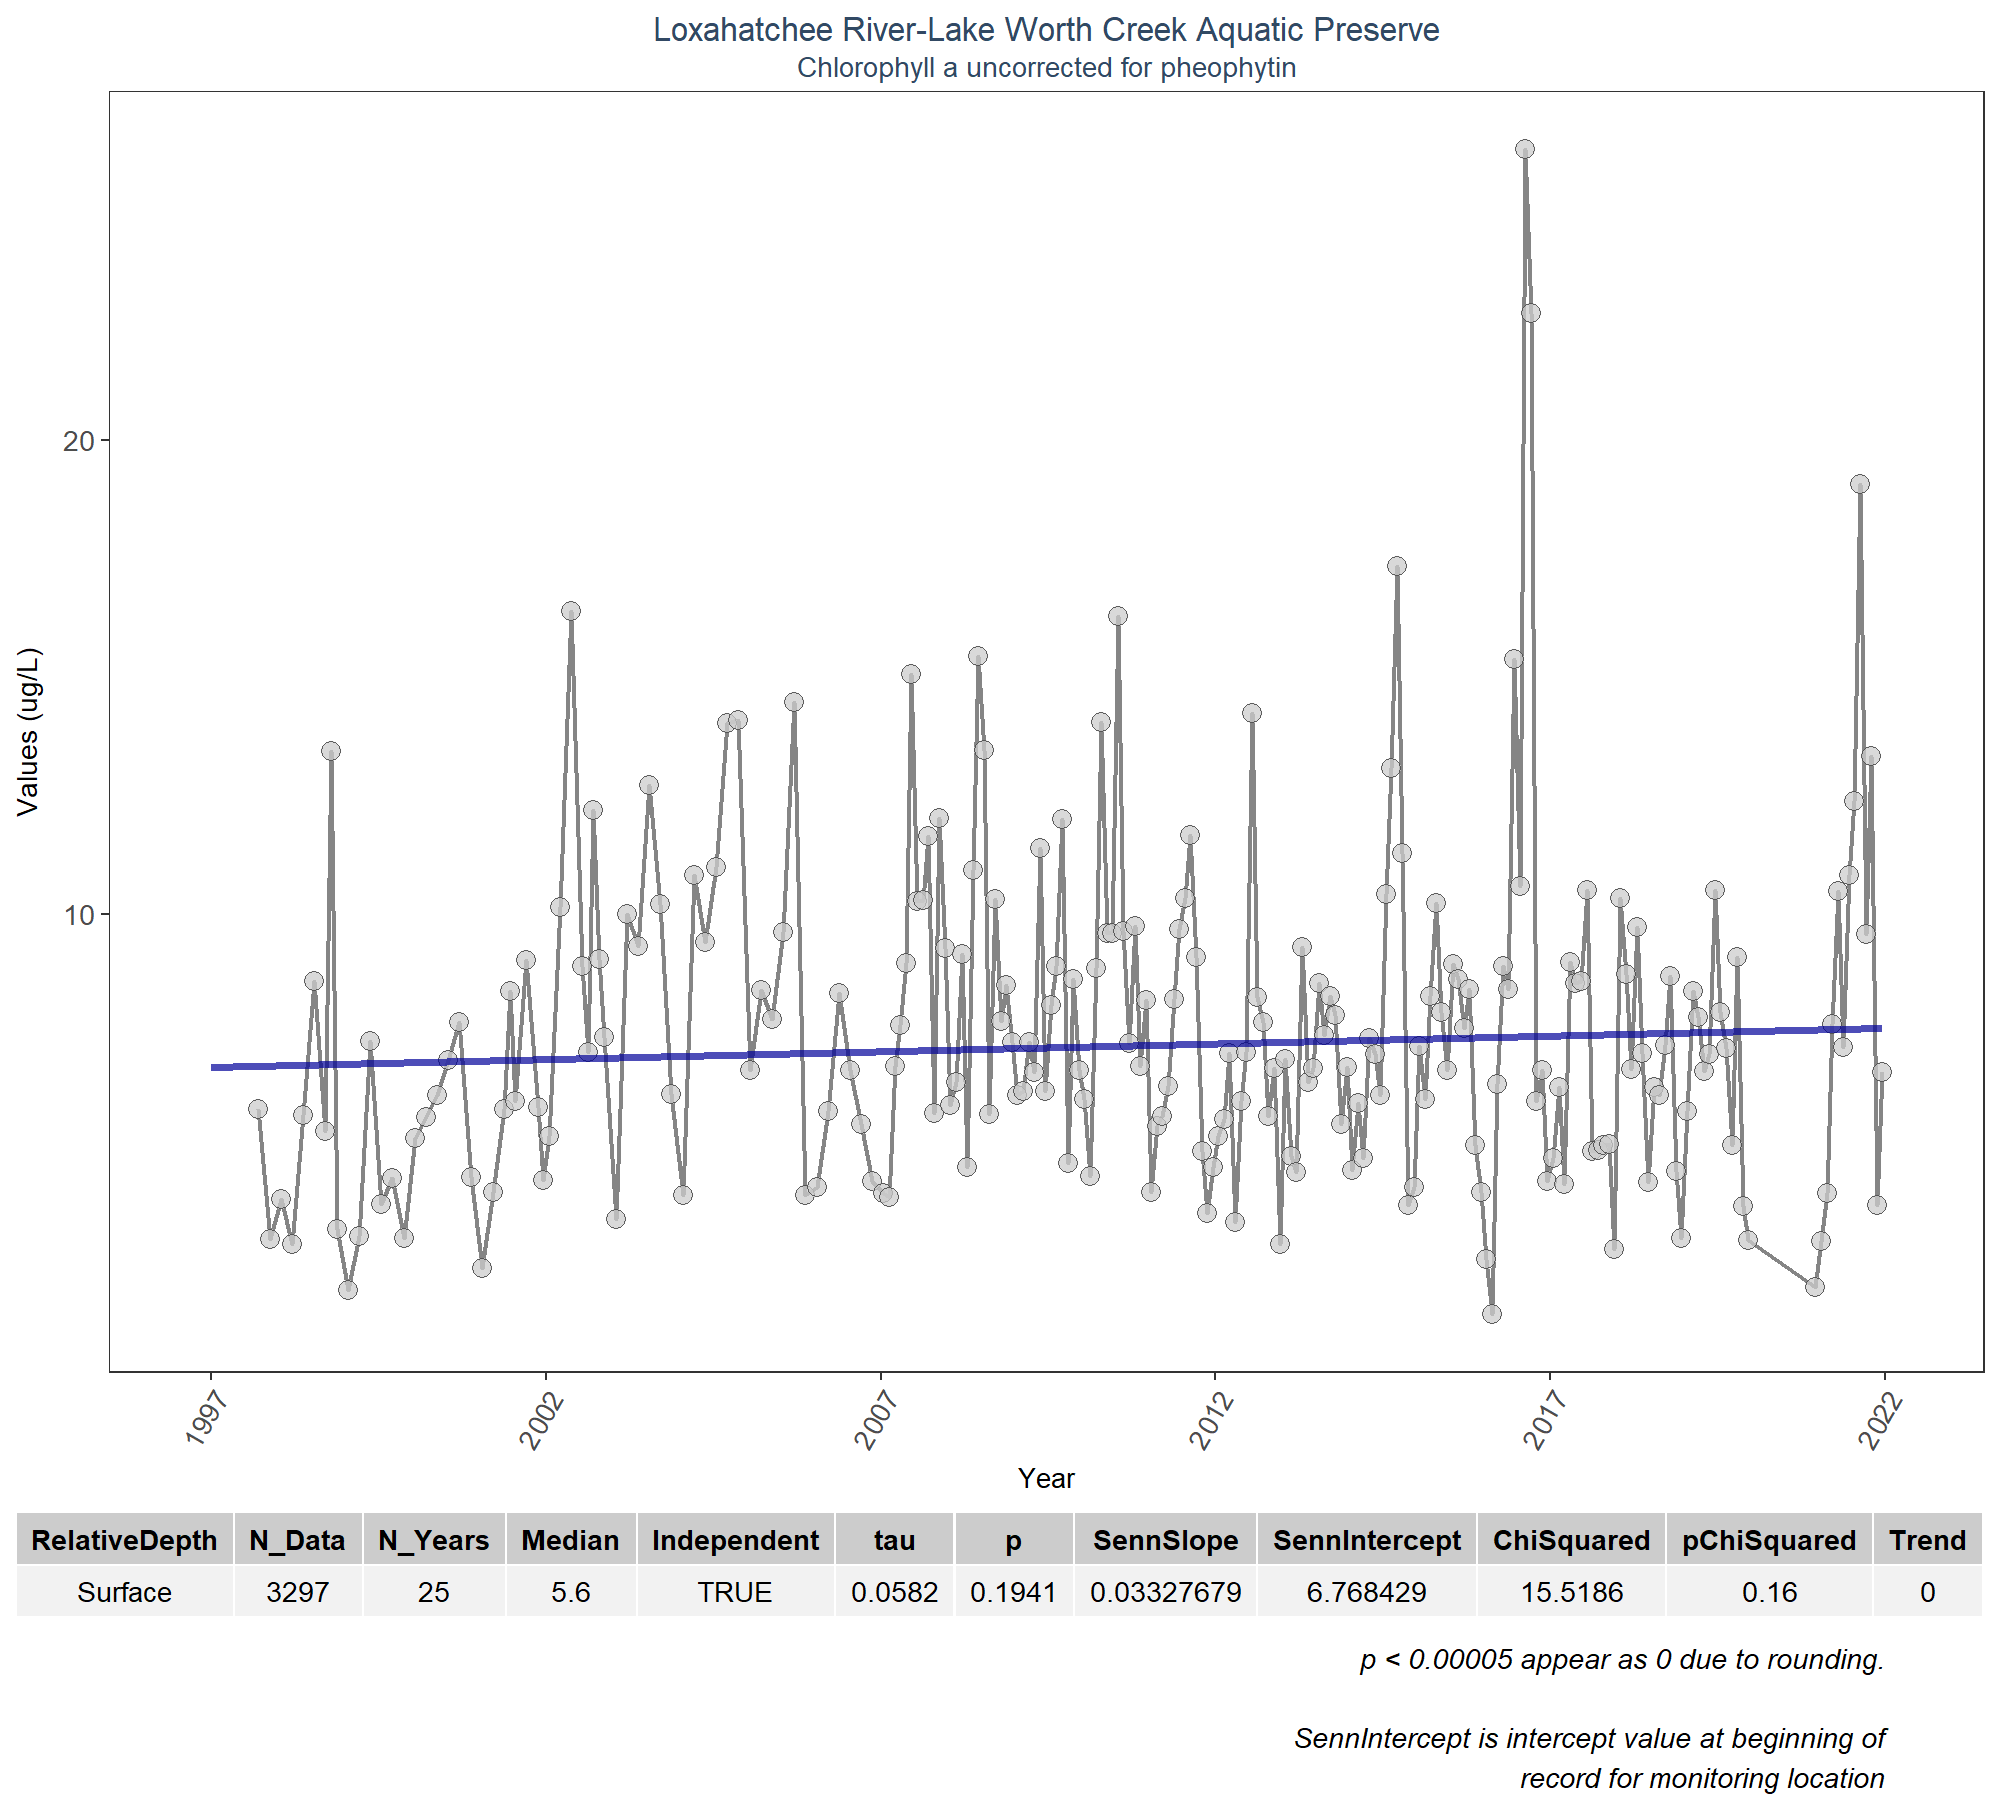 Loxahatchee River-Lake Worth Creek Aquatic Preserve
Chlorophyll a uncorrected for pheophytin
20
10
Values (ug/L)
1997
2002
2007
2012
2017
2022
Year
RelativeDepth N_Data N_Years Median Independent tau p SennSlope SennIntercept ChiSquared pChiSquared Trend
Surface 3297 25 5.6 TRUE 0.0582 0.1941 0.03327679 6.768429 15.5186 0.16 0
p < 0.00005 appear as 0 due to rounding.
SennIntercept is intercept value at beginning of
record for monitoring location